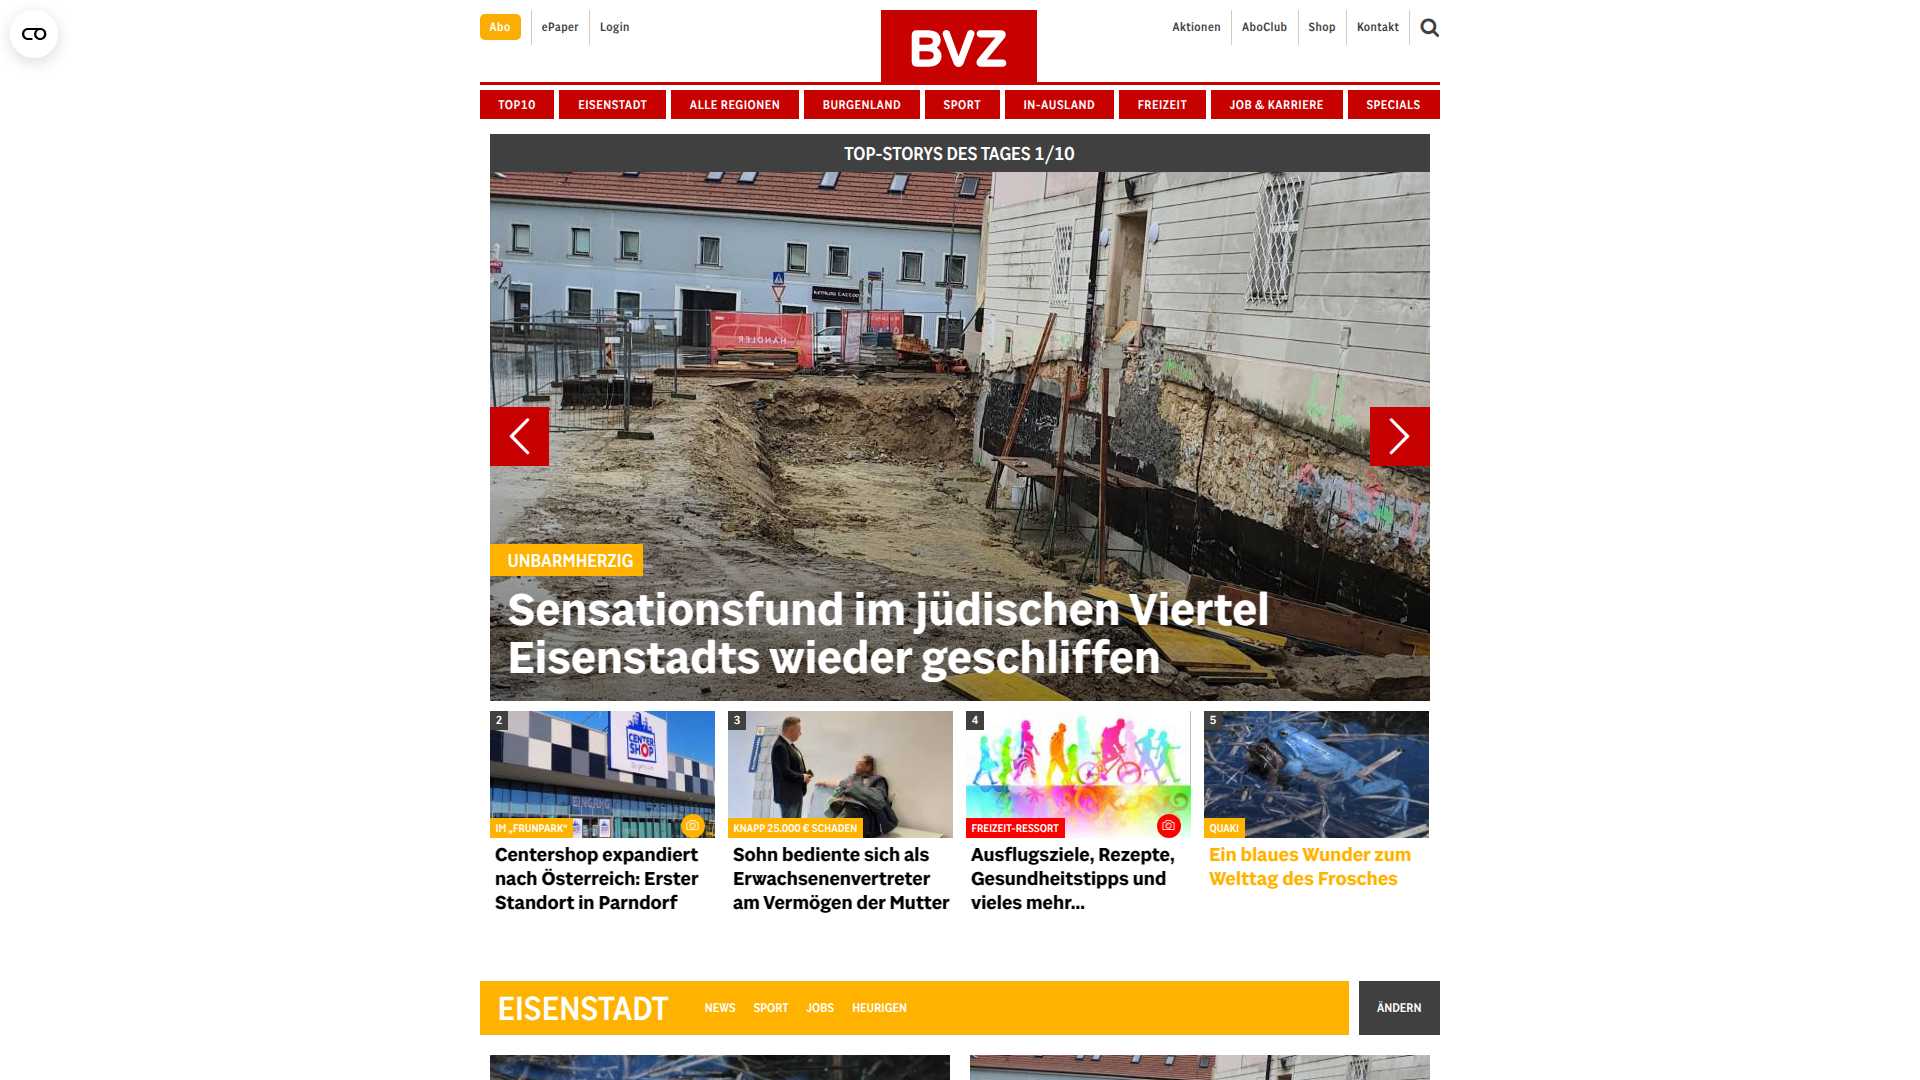 Abo
ePaper
Login
BVZ
Aktionen
AboClub
Shop
Kontakt
TOP10
EISENSTADT
ALLE REGIONEN
BURGENLAND
SPORT
IN-AUSLAND
FREIZEIT
JOB & KARRIERE
SPECIALS
TOP-STORYS DES TAGES 1/10
HÄNDLER
UNBARMHERZIG
Sensationsfund im jüdischen Viertel
Eisenstadts wieder geschliffen
2
CENTER
SHOP
EINGANG
IM „FRUNPARK"
Centershop expandiert
nach Österreich: Erster
Standort in Parndorf
3
KNAPP 25.000 € SCHADEN
Sohn bediente sich als
Erwachsenenvertreter
am Vermögen der Mutter
4
FREIZEIT-RESSORT
Ausflugsziele, Rezepte,
Gesundheitstipps und
vieles mehr...
5
QUAK!
Ein blaues Wunder zum
Welttag des Frosches
EISENSTADT
NEWS
SPORT
JOBS
HEURIGEN
ÄNDERN